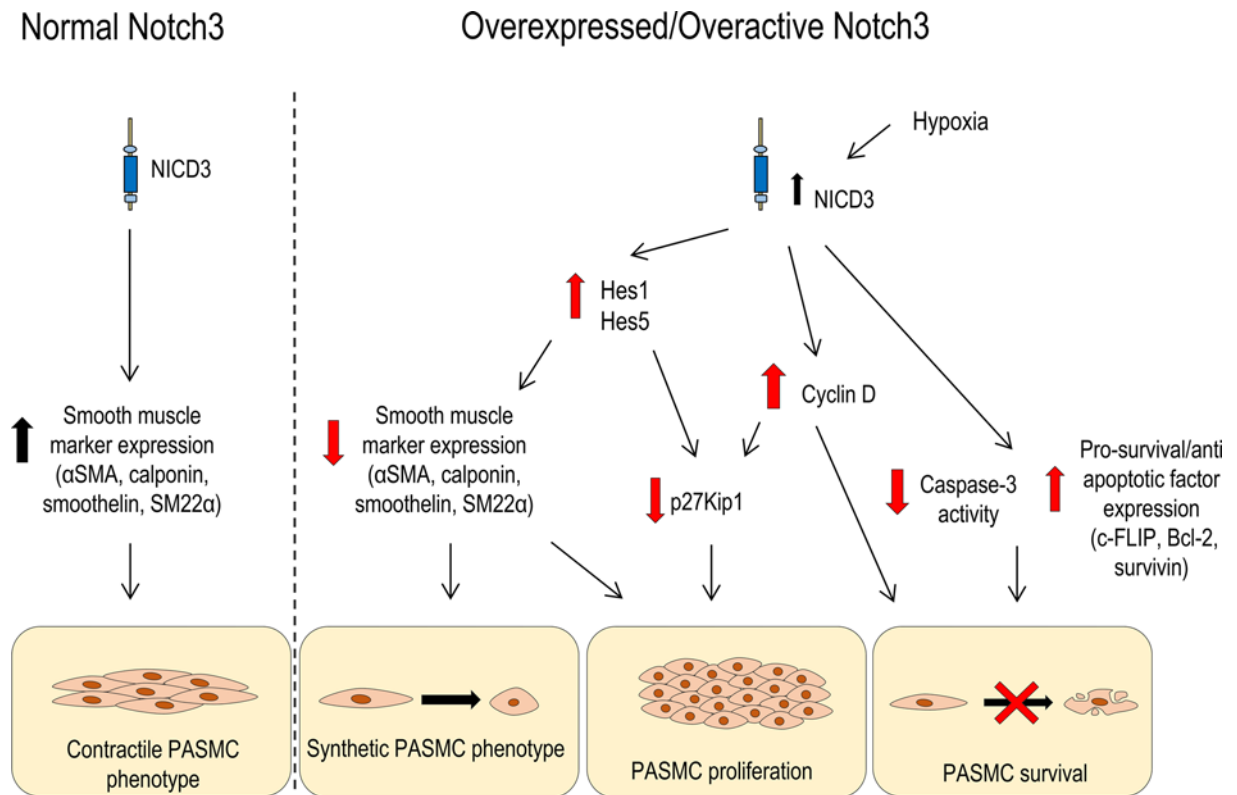 Normal Notch3
Overexpressed/Overactive Notch3
NICD3
Hypoxia
NICD3
Hes1
Hes5
Cyclin D
Smooth muscle
marker expression
(αSMA, calponin,
smoothelin, SM22α)
Smooth muscle
marker expression
(αSMA, calponin,
smoothelin, SM22α)
p27Kip1
Caspase-3
activity
Pro-survival/anti
apoptotic factor
expression
(c-FLIP, Bcl-2,
survivin)
Contractile PASMC
phenotype
Synthetic PASMC phenotype
PASMC proliferation
PASMC survival